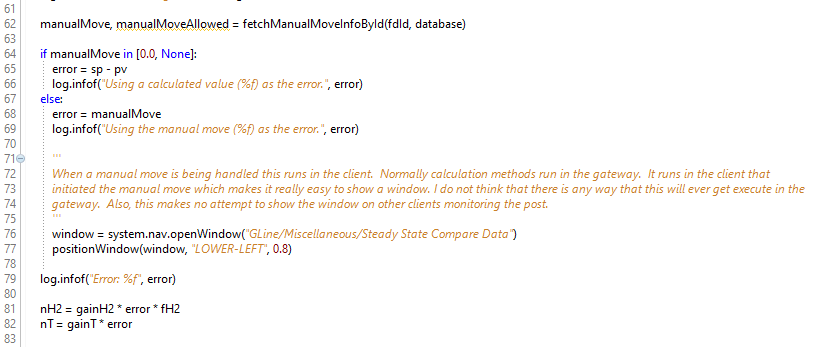 61
62 manualMove, manualMoveAllowed = fetchManualMoveInfoById(fdId, database)
63
64 if manualMove in [0.0, None]:
65 error = sp - pv
66 log.infof("Using a calculated value (%f) as the error.", error)
67 else:
68 error = manualMove
69 log.infof("Using the manual move (%f) as the error.", error)
70
71 '''
72 When a manual move is being handled this runs in the client.  Normally calculation methods run in the gateway.  It runs in the client that
73 initiated the manual move which makes it really easy to show a window. I do not think that there is any way that this will ever get execute in the
74 gateway.  Also, this makes no attempt to show the window on other clients monitoring the post.
75 '''
76 window = system.nav.openWindow("GLine/Miscellaneous/Steady State Compare Data")
77 positionWindow(window, "LOWER-LEFT", 0.8)
78
79 log.infof("Error: %f", error)
80
81 nH2 = gainH2 * error * fH2
82 nT = gainT * error
83